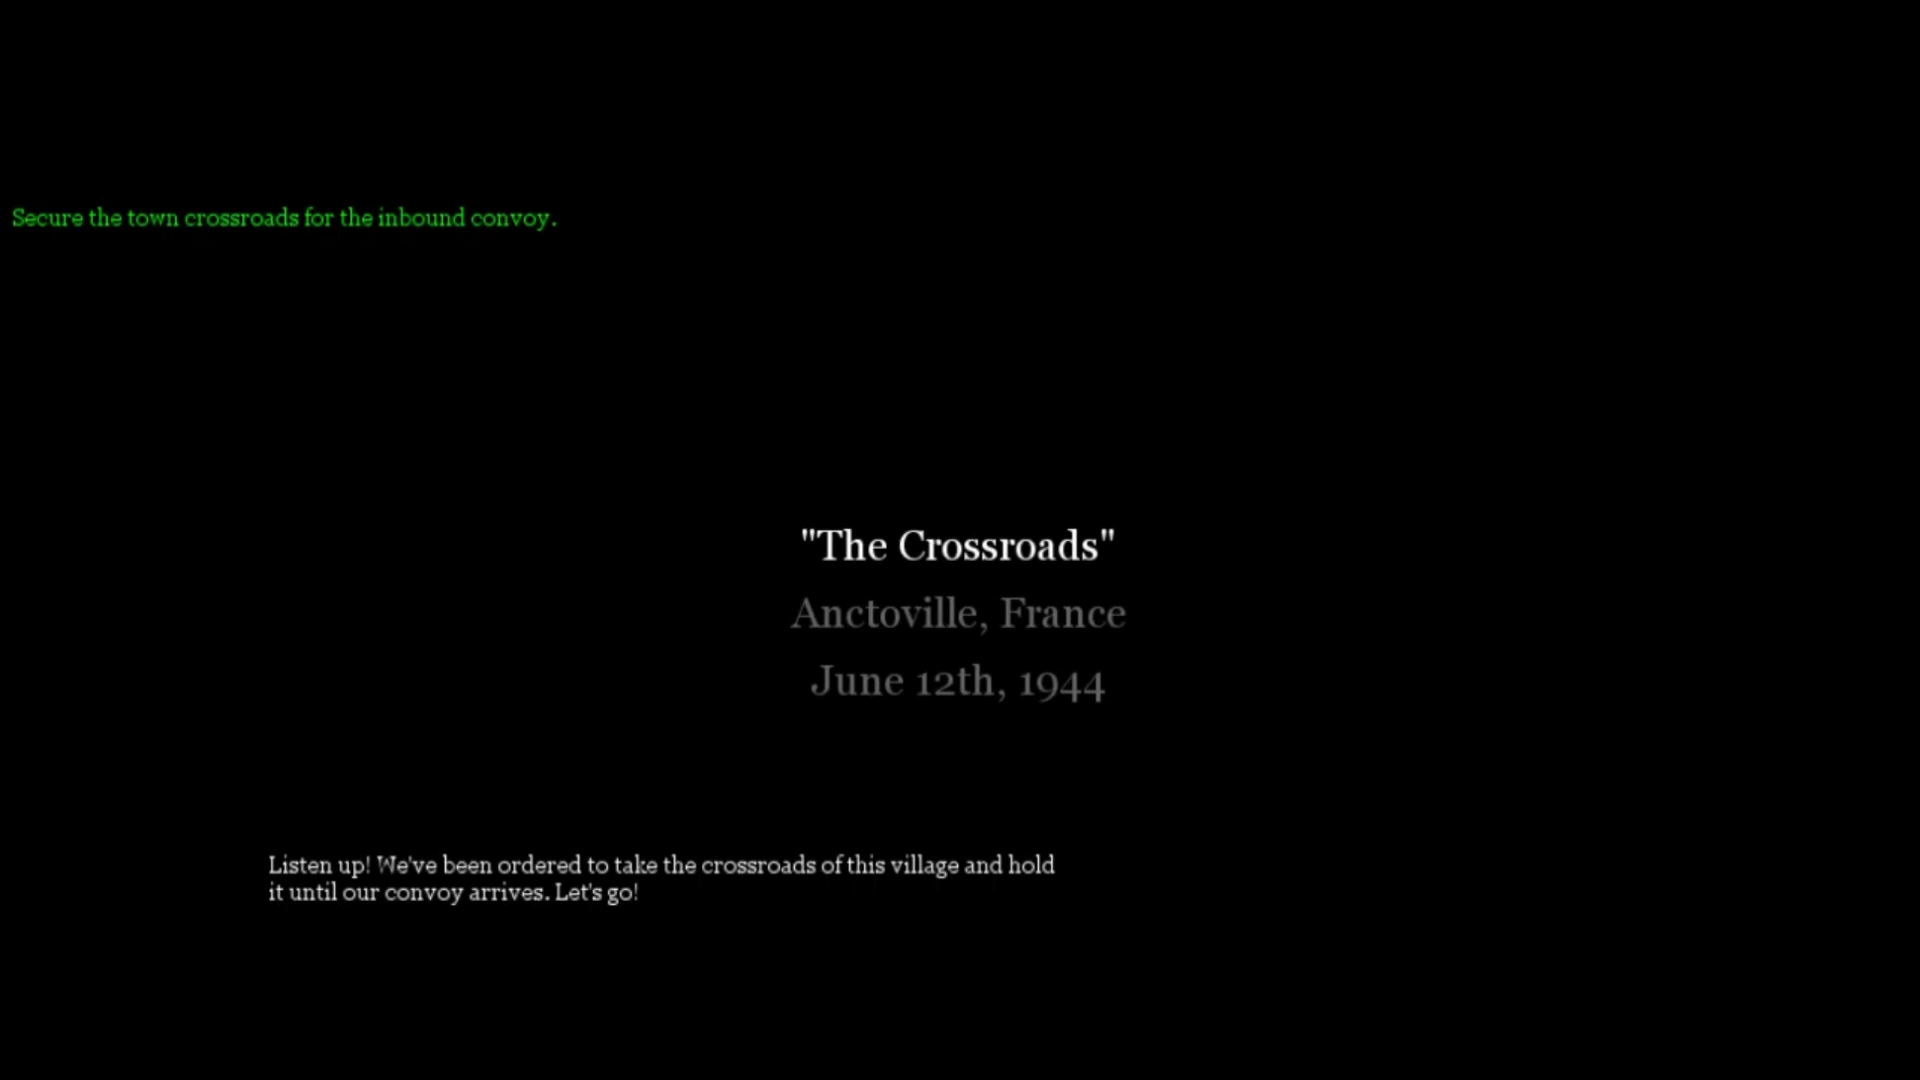 Secure the town crossroads for the inbound convoy.
"The Crossroads"
Anctoville, France
June 12th, 1944
Listen up! We've been ordered to take the crossroads of this village and hold
it until our convoy arrives. Let's go!